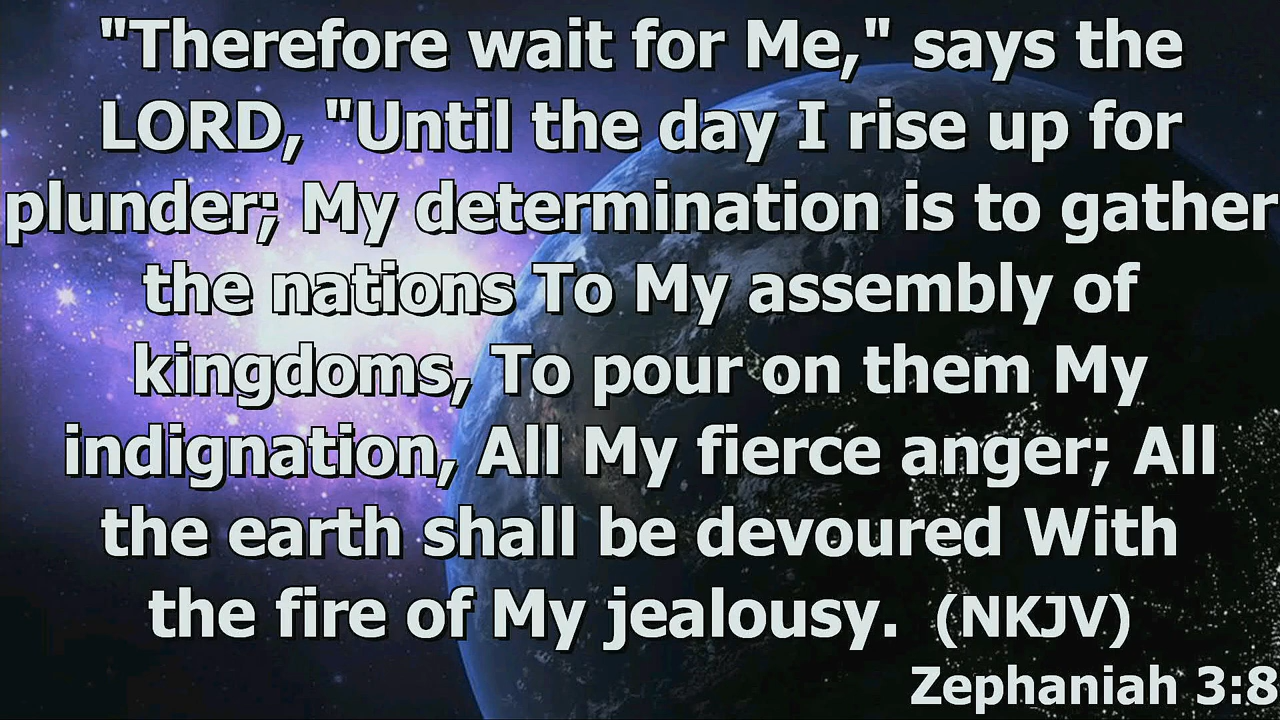 "Therefore wait for Me," says the
LORD, "Until the day I rise up for
plunder; My determination is to gather
the nations To My assembly of
kingdoms, To pour on them My
indignation, All My fierce anger; All
the earth shall be devoured With
the fire of My jealousy. (NKJV)
Zephaniah 3:8